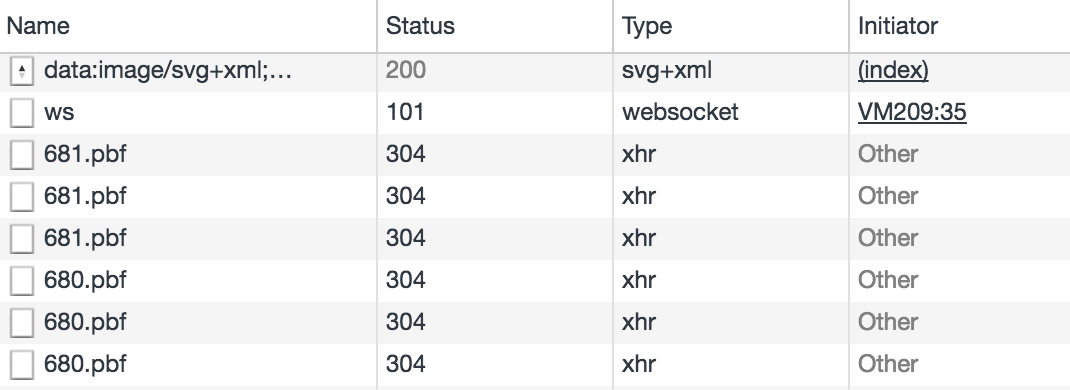 Name Status Type Initiator
data:image/svg+xml;... 200 svg+xml (index)
ws 101 websocket VM209:35
681.pbf 304 xhr Other
681.pbf 304 xhr Other
681.pbf 304 xhr Other
680.pbf 304 xhr Other
680.pbf 304 xhr Other
680.pbf 304 xhr Other